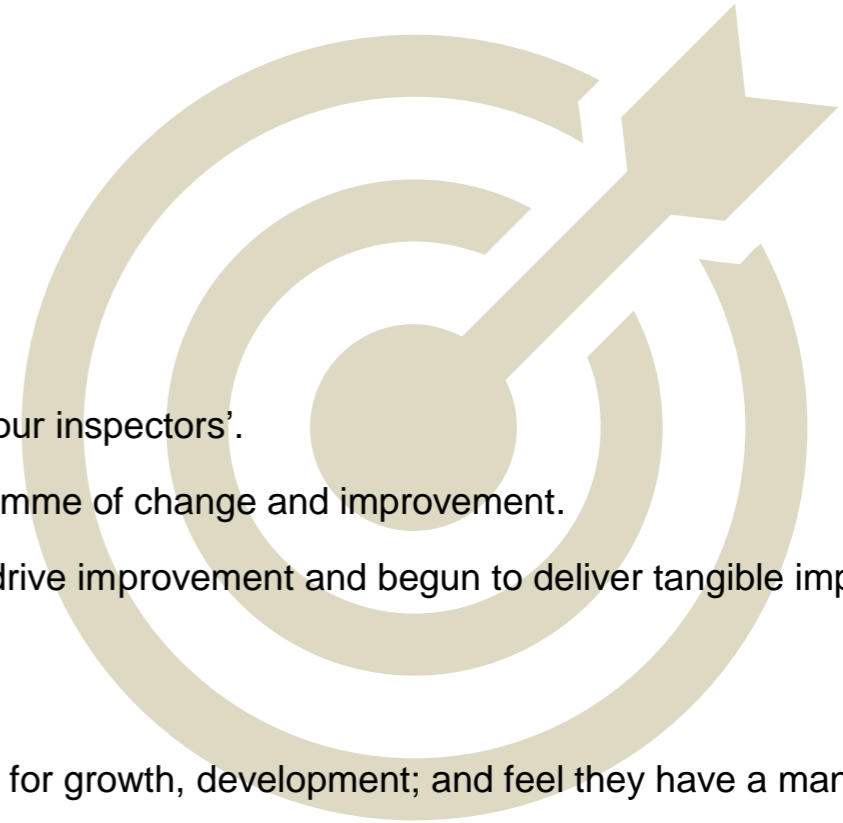 our inspectors’.
mme of change and improvement.
drive improvement and begun to deliver tangible imp
for growth, development; and feel they have a man